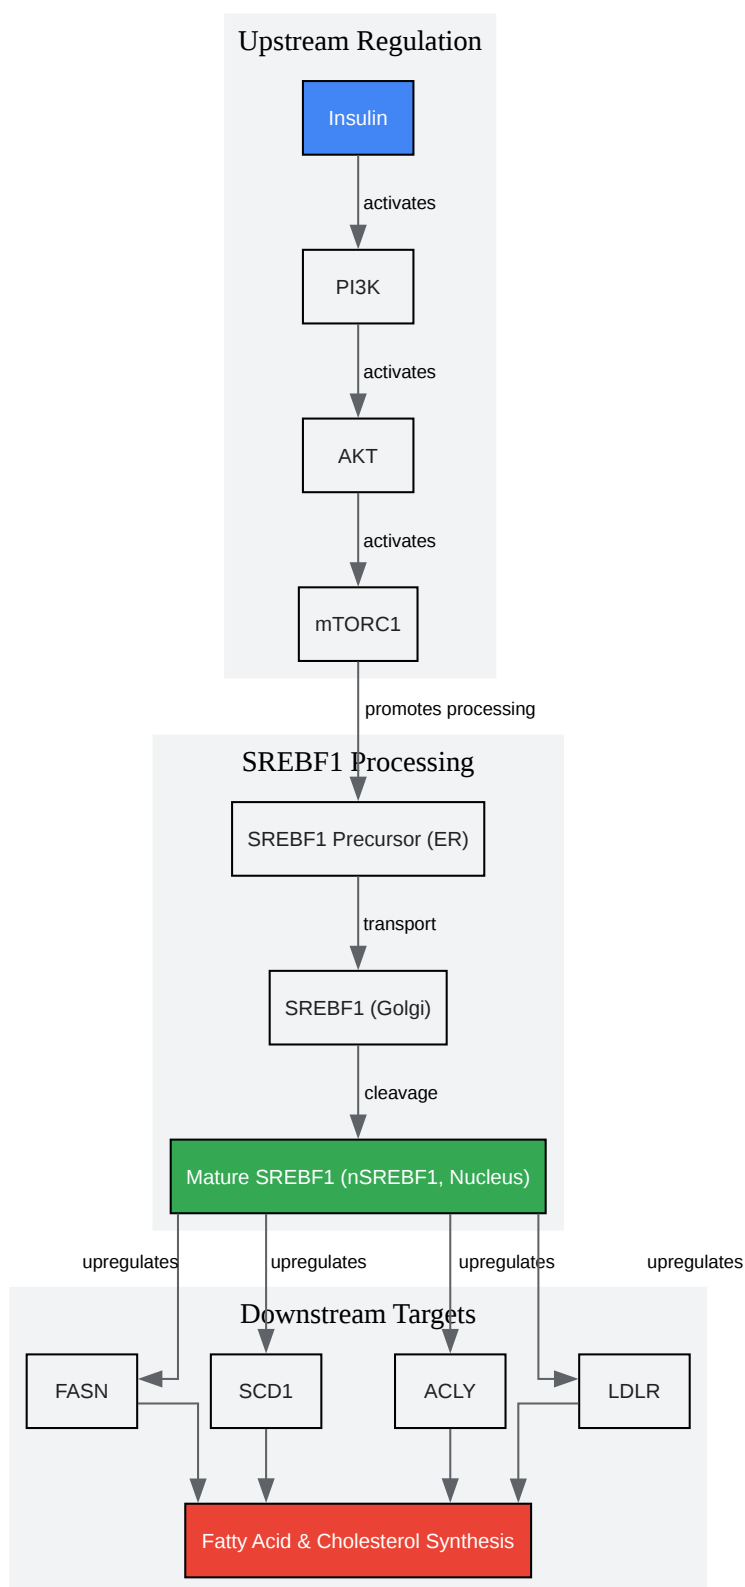 Upstream Regulation
Insulin
activates
PI3K
activates
AKT
activates
mTORC1
promotes processing
SREBF1 Processing
SREBF1 Precursor (ER)
transport
SREBF1 (Golgi)
cleavage
Mature SREBF1 (nSREBF1, Nucleus)
upregulates
upregulates
upregulates
upregulates
Downstream Targets
FASN
SCD1
ACLY
LDLR
Fatty Acid & Cholesterol Synthesis